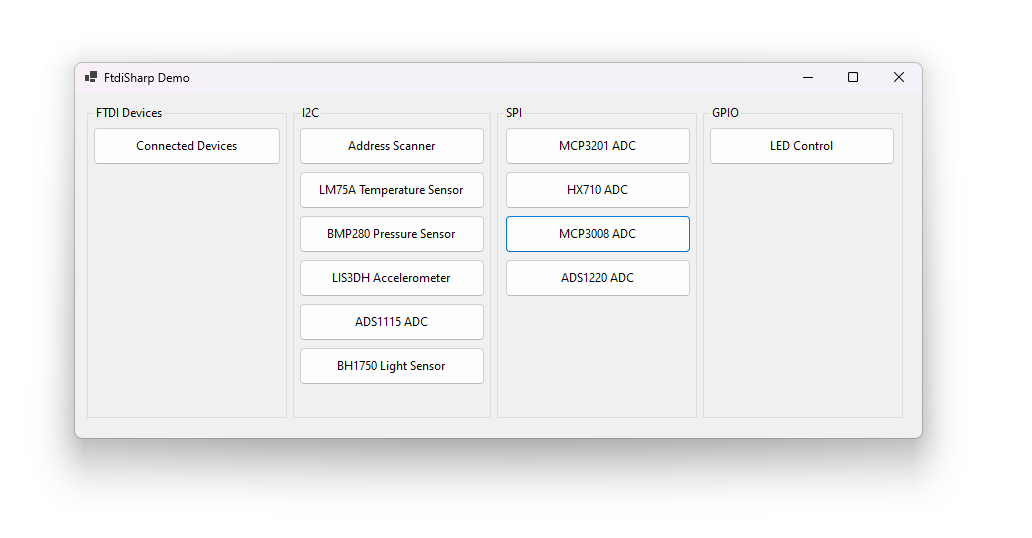 FtdiSharp Demo
FTDI Devices
Connected Devices
I2C
Address Scanner
LM75A Temperature Sensor
BMP280 Pressure Sensor
LIS3DH Accelerometer
ADS1115 ADC
BH1750 Light Sensor
SPI
MCP3201 ADC
HX710 ADC
MCP3008 ADC
ADS1220 ADC
GPIO
LED Control